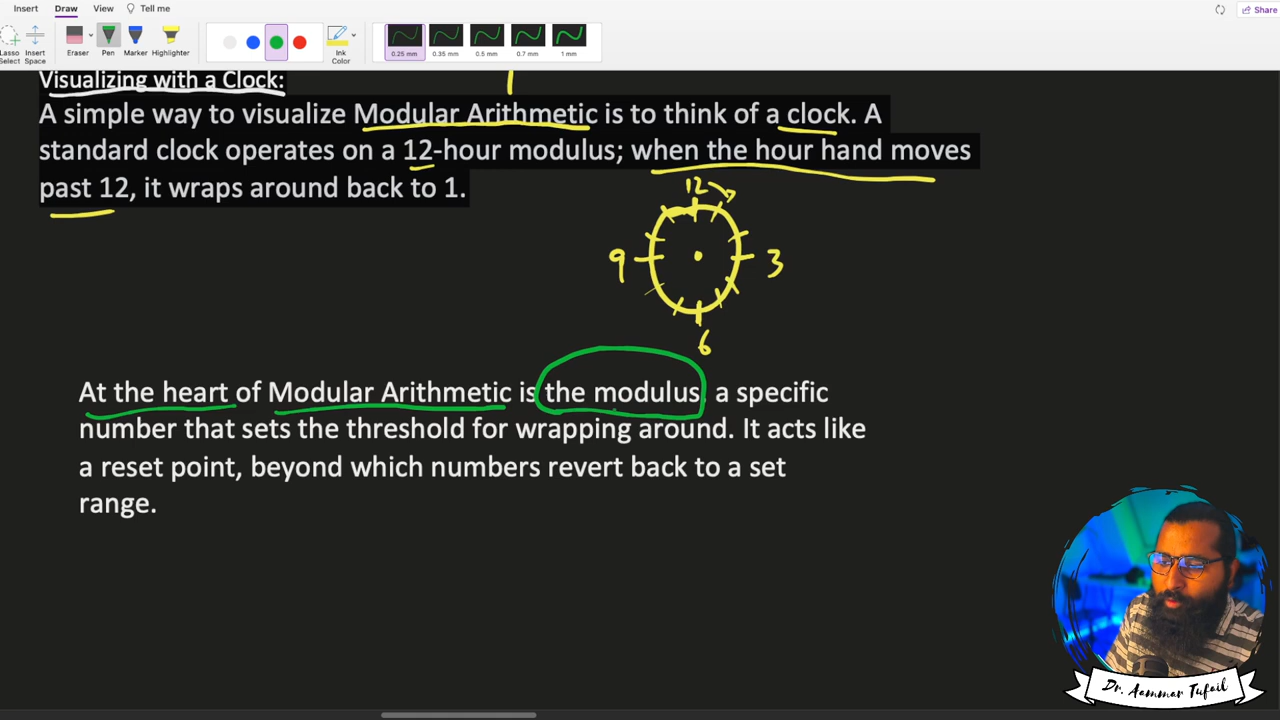 Insert Draw View Tell me
Share
Lasso Select
Insert Space
Eraser
Pen
Marker
Highlighter
Ink Color
0.25 mm
0.35 mm
0.5 mm
0.7 mm
1 mm
Visualizing with a Clock:
A simple way to visualize Modular Arithmetic is to think of a clock. A
standard clock operates on a 12-hour modulus; when the hour hand moves
past 12, it wraps around back to 1.
12
9
3
6
At the heart of Modular Arithmetic is the modulus, a specific
number that sets the threshold for wrapping around. It acts like
a reset point, beyond which numbers revert back to a set
range.
Dr. Aammar Tufail